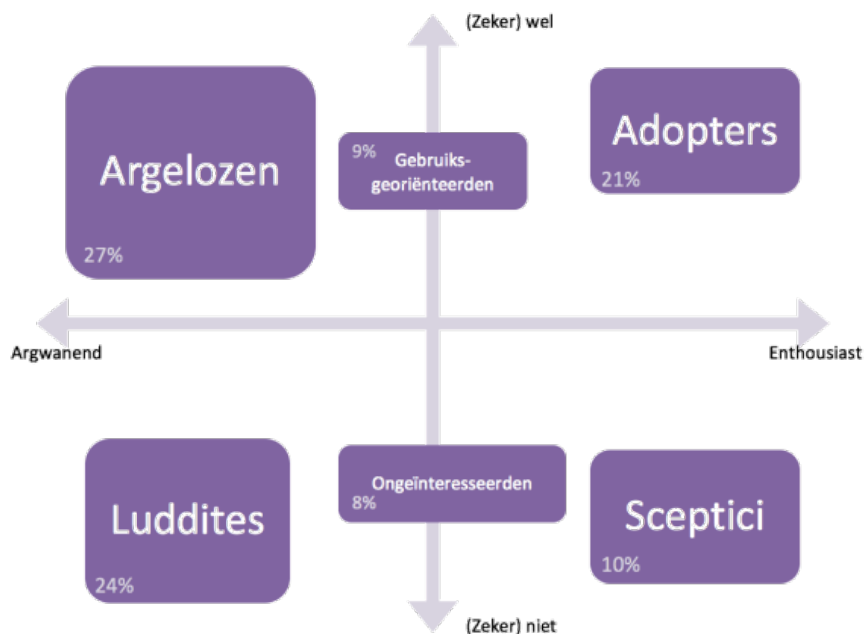 (Zeker) wel
Argelozen
27%
9%
Gebruiks-
georiënteerden
Adopters
21%
Argwanend
Enthousiast
Luddites
24%
Ongeïnteresseerden
8%
Sceptici
10%
(Zeker) niet